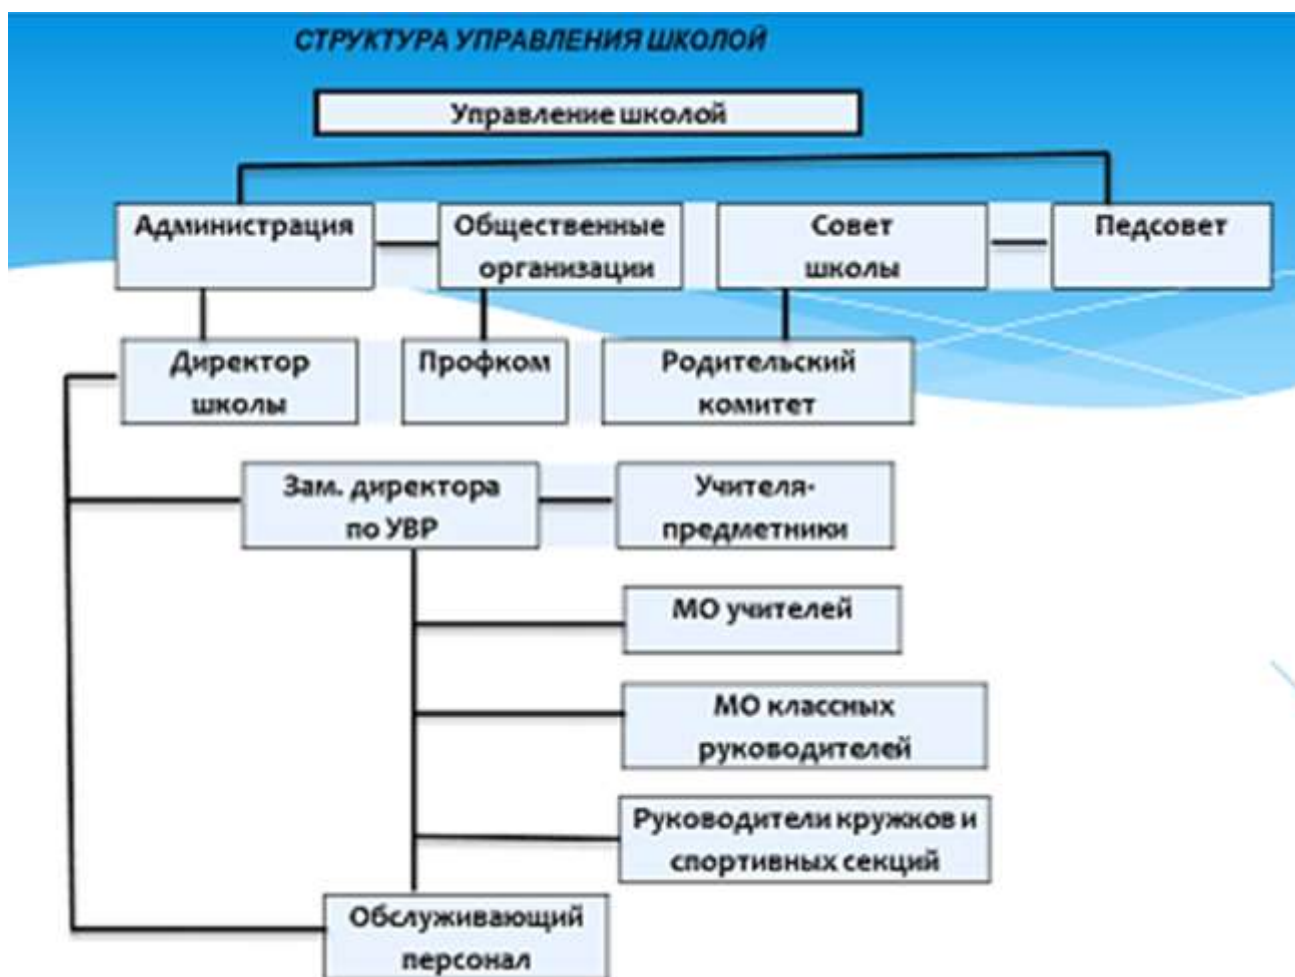 СТРУКТУРА УПРАВЛЕНИЯ ШКОЛОЙ
Управление школой
Администрация
Общественные
организации
Совет
школы
Педсовет
Директор
школы
Профком
Родительский
комитет
Зам. директора
по УВР
Учителя-
предметники
МО учителей
МО классных
руководителей
Руководители кружков и
спортивных секций
Обслуживающий
персонал